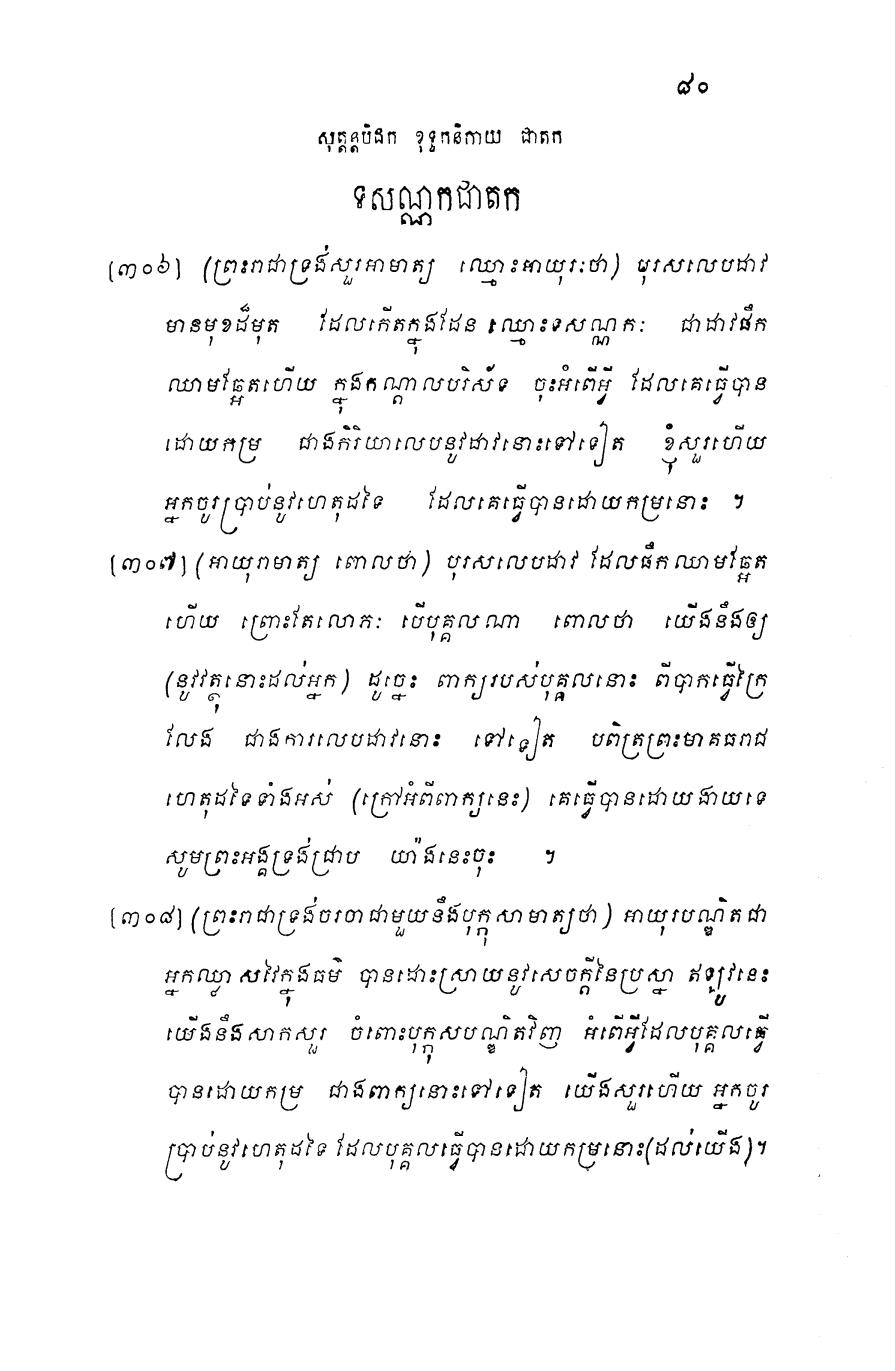 ៨០
សុត្តន្តបិដក ខុទ្ទកនិកាយ ជាតក
ទសណ្ណកជាតក
[៣០៦] (ព្រះរាជាទ្រង់សួរអាមាត្យ ឈ្មោះអាយុរៈថា) បុរសលេបដាវ
មានមុខដ៏មុត ដែលកើតក្នុងដែន ឈ្មោះទសណ្ណកៈ ជាដាវផឹក
ឈាមឆ្អែតហើយ ក្នុងកណ្តាលបរិស័ទ ចុះអំពើអ្វី ដែលគេធ្វើបាន
ដោយកម្រ ជាងកិរិយាលេបនូវដាវនោះទៅទៀត ខ្ញុំសួរហើយ
អ្នកចូរប្រាប់នូវហេតុដទៃ ដែលគេធ្វើបានដោយកម្រនោះ ។
[៣០៧] (អាយុរាមាត្យ ពោលថា) បុរសលេបដាវ ដែលផឹកឈាមឆ្អែត
ហើយ ព្រោះតែលោភៈ បើបុគ្គលណា ពោលថា យើងនឹងឲ្យ
(នូវវត្ថុនោះដល់អ្នក) ដូច្នេះ ពាក្យរបស់បុគ្គលនោះ ពីបាកធ្វើក្រៃ
លែង ជាងការលេបដាវនោះ ទៅទៀត បពិត្រព្រះមាគធរាជ
ហេតុដទៃទាំងអស់ (ក្រៅអំពីពាក្យនេះ) គេធ្វើបានដោយងាយទេ
សូមព្រះអង្គទ្រង់ជ្រាប យ៉ាងនេះចុះ ។
[៣០៨] (ព្រះរាជាទ្រង់ចរចាជាមួយនឹងបុក្កុសាមាត្យថា) អាយុរបណ្ឌិតជា
អ្នកឈ្លាសវៃក្នុងធម៌ បានដោះស្រាយនូវសេចក្តីនៃប្រស្នា ឥឡូវនេះ
យើងនឹងសាកសួរ ចំពោះបុក្កុសបណ្ឌិតវិញ អំពើអ្វីដែលបុគ្គលធ្វើ
បានដោយកម្រ ជាងពាក្យនោះទៅទៀត យើងសួរហើយ អ្នកចូរ
ប្រាប់នូវហេតុដទៃ ដែលបុគ្គលធ្វើបានដោយកម្រនោះ(ដល់យើង)។